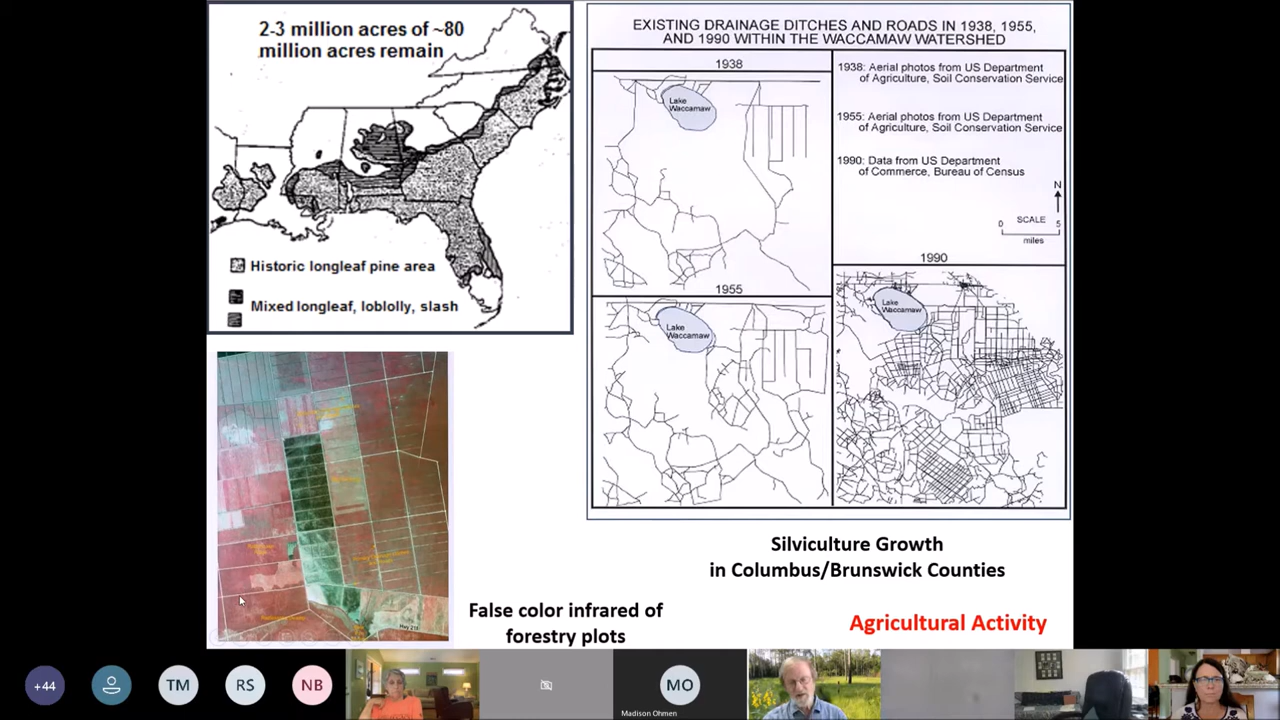 2-3 million acres of ~80
million acres remain
Historic longleaf pine area
Mixed longleaf, loblolly, slash
EXISTING DRAINAGE DITCHES AND ROADS IN 1938, 1955,
AND 1990 WITHIN THE WACCAMAW WATERSHED
1938
Lake
Waccamaw
1938: Aerial photos from US Department
of Agriculture, Soil Conservation Service
1955: Aerial photos from US Department
of Agriculture, Soil Conservation Service
1990: Data from US Department
of Commerce, Bureau of Census
N
SCALE
0 5
miles
1955
Lake
Waccamaw
1990
Lake
Waccamaw
Silviculture Growth
in Columbus/Brunswick Counties
False color infrared of
forestry plots
Agricultural Activity
+44
TM
RS
NB
MO
Madison Ohmen